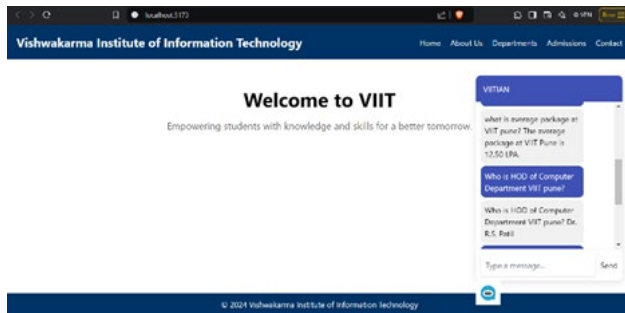 localhost:5173
VPN
Vishwakarma Institute of Information Technology
Home About Us Departments Admissions Contact
Welcome to VIIT
Empowering students with knowledge and skills for a better tomorrow.
VIITIAN
what is average package at
VIIT pune? The average
package at VIIT Pune is
12.50 LPA.
Who is HOD of Computer
Department VIIT pune?
Who is HOD of Computer
Department VIIT pune? Dr.
R.S. Patil
Type a message... Send
© 2024 Vishwakarma Institute of Information Technology